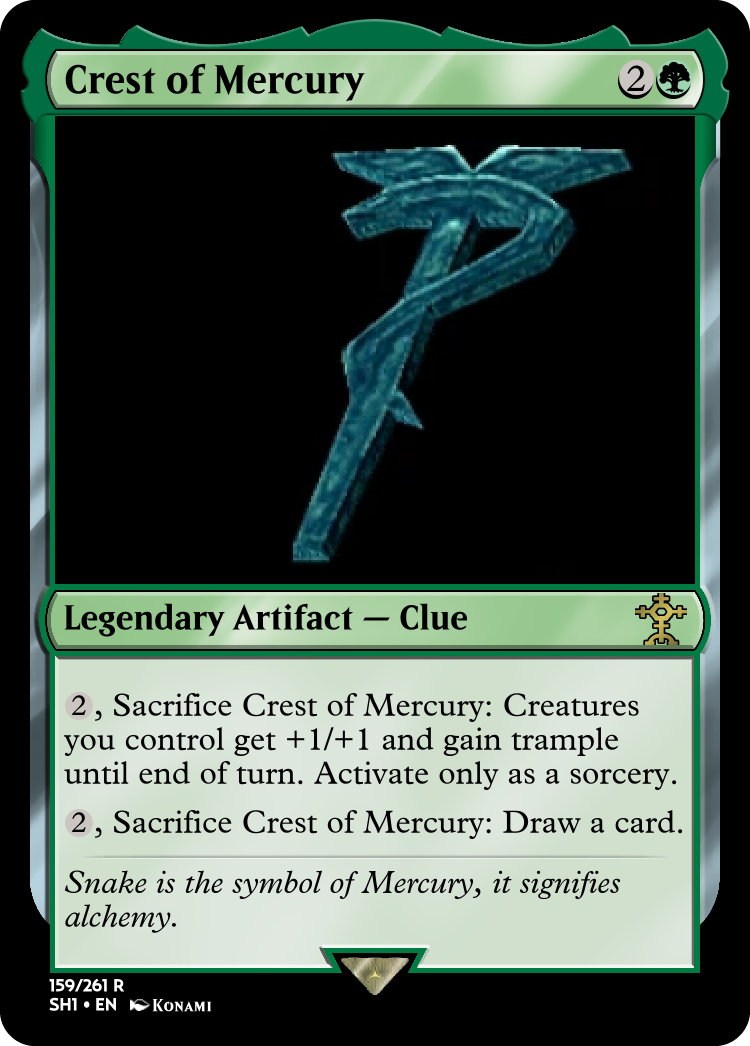 Crest of Mercury 2
Legendary Artifact — Clue
2, Sacrifice Crest of Mercury: Creatures
you control get +1/+1 and gain trample
until end of turn. Activate only as a sorcery.
2, Sacrifice Crest of Mercury: Draw a card.
Snake is the symbol of Mercury, it signifies
alchemy.
159/261 R
SH1 • EN KONAMI